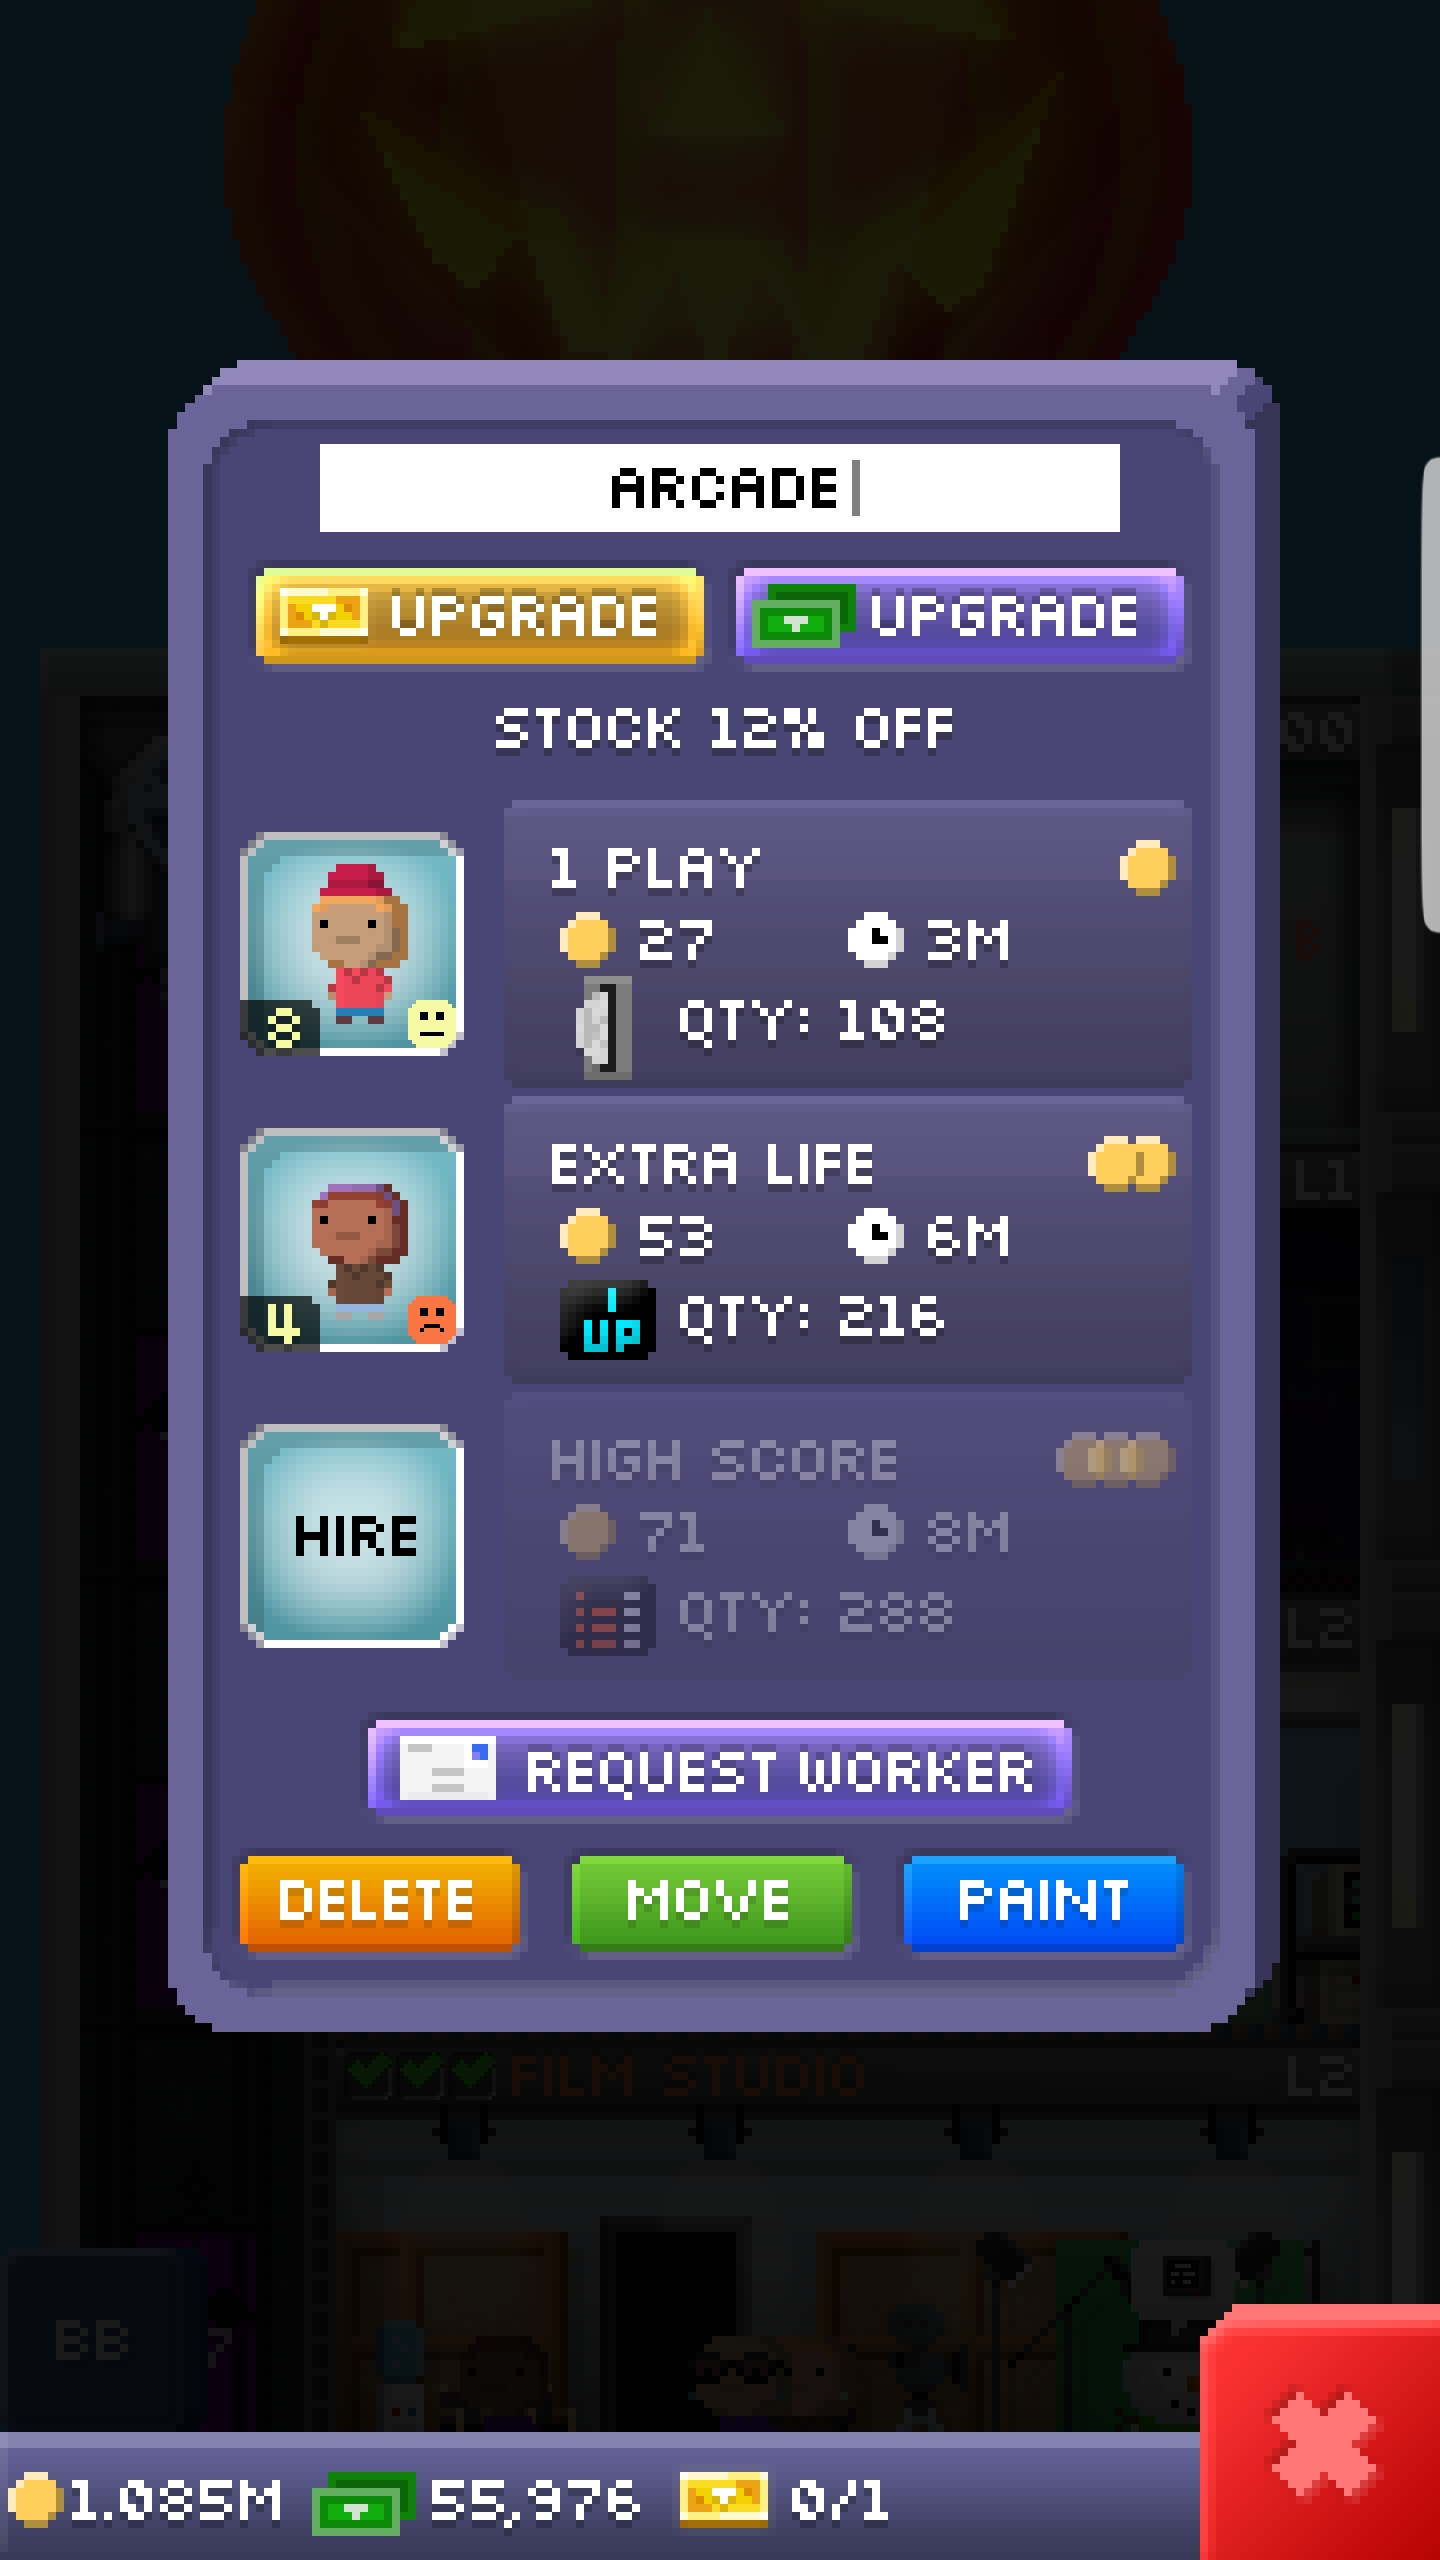 ARCADE
UPGRADE UPGRADE
STOCK 12% OFF
1 PLAY
27 3M
8
QTY: 108
EXTRA LIFE
53 6M
4
UP
QTY: 216
HIGH SCORE
HIRE
71 8M
QTY: 288
REQUEST WORKER
DELETE MOVE PAINT
FILM STUDIO L2
BB
1.085M 55,976 0/1